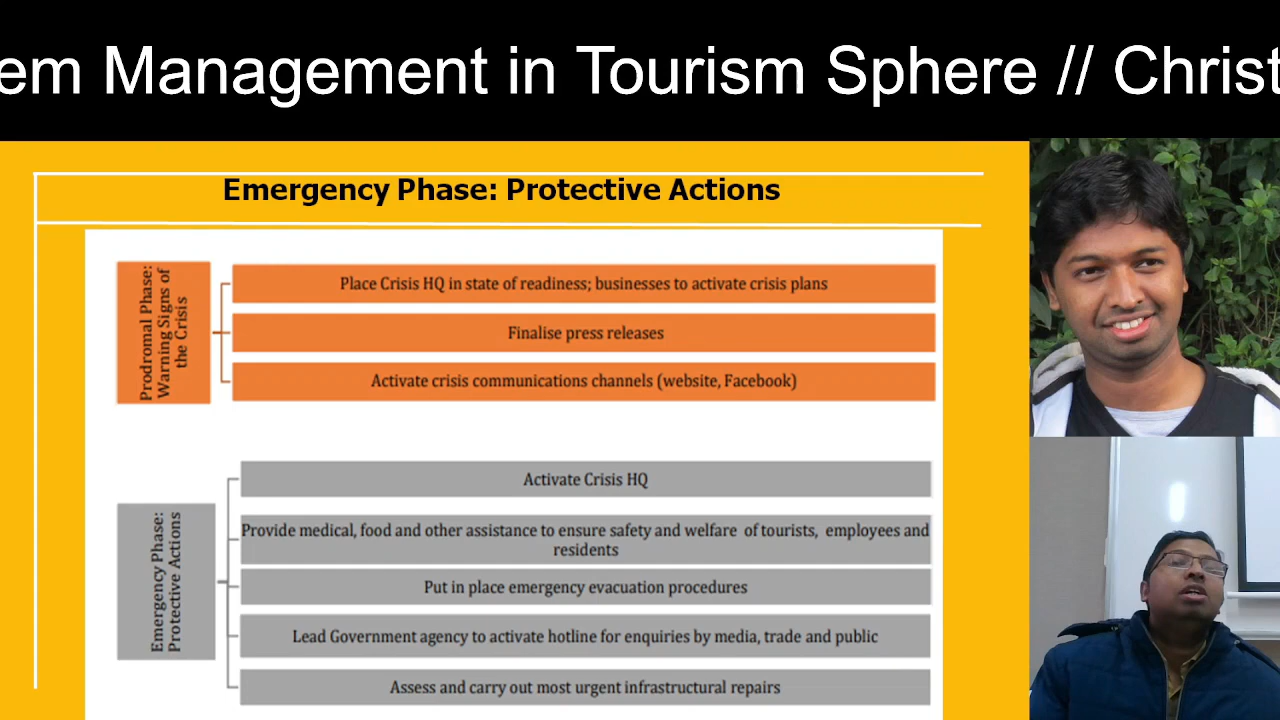 em Management in Tourism Sphere // Christ
Emergency Phase: Protective Actions
Prodromal Phase:
Warning Signs of
the Crisis
Place Crisis HQ in state of readiness; businesses to activate crisis plans
Finalise press releases
Activate crisis communications channels (website, Facebook)
Emergency Phase:
Protective Actions
Activate Crisis HQ
Provide medical, food and other assistance to ensure safety and welfare of tourists, employees and
residents
Put in place emergency evacuation procedures
Lead Government agency to activate hotline for enquiries by media, trade and public
Assess and carry out most urgent infrastructural repairs